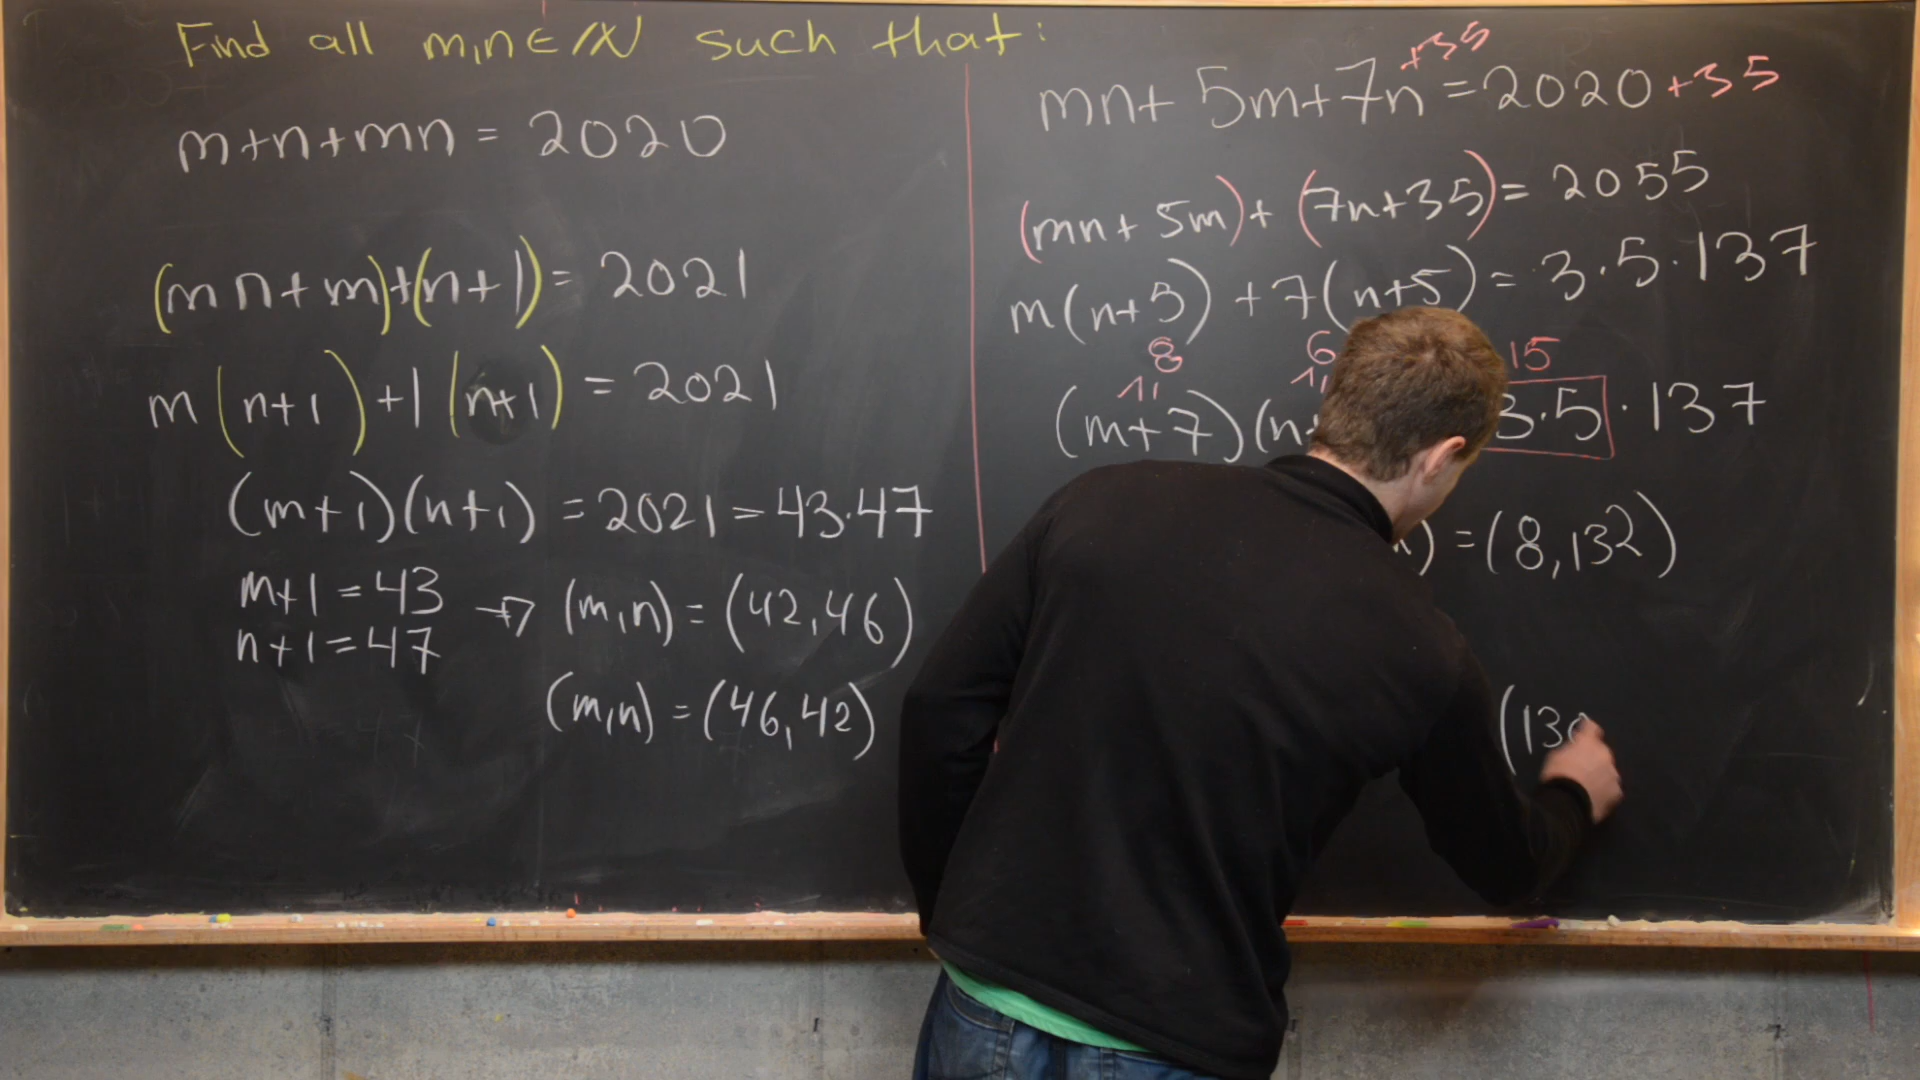 Find all m,n ∈ ℕ such that:
m+n+mn = 2020
(mn+m)+(n+1) = 2021
m(n+1)+1(n+1) = 2021
(m+1)(n+1) = 2021 = 43·47
m+1 = 43
n+1 = 47
→ (m,n) = (42,46)
(m,n) = (46,42)
mn+5m+7n +35 = 2020 +35
(mn+5m)+(7n+35) = 2055
m(n+5)+7(n+5) = 3·5·137
8 6 15
(m+7)(n+ 3·5·137
) = (8,132)
(13